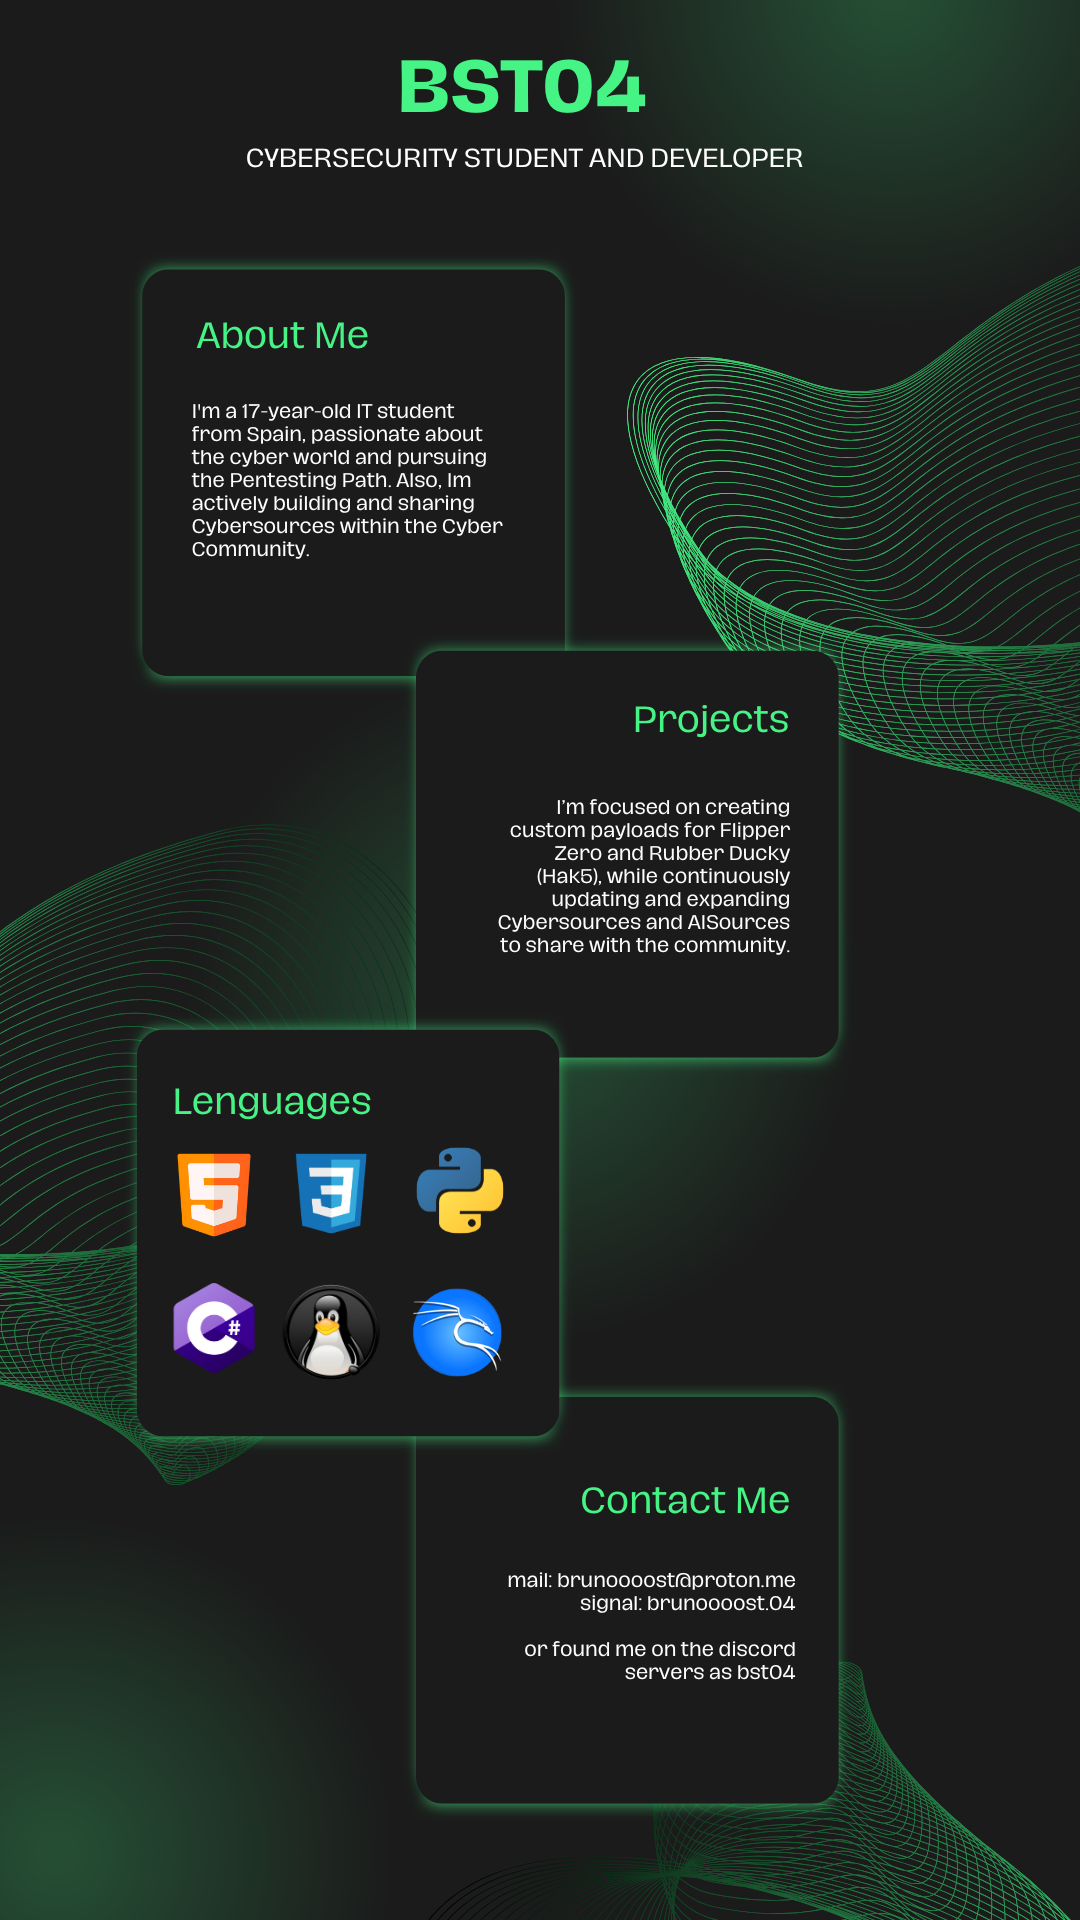 BST04
CYBERSECURITY STUDENT AND DEVELOPER
About Me
I'm a 17-year-old IT student
from Spain, passionate about
the cyber world and pursuing
the Pentesting Path. Also, Im
actively building and sharing
Cybersources within the Cyber
Community.
Projects
I’m focused on creating
custom payloads for Flipper
Zero and Rubber Ducky
(Hak5), while continuously
updating and expanding
Cybersources and AISources
to share with the community.
Lenguages
5
3
C#
Contact Me
mail: brunoooost@proton.me
signal: brunoooost.04
or found me on the discord
servers as bst04